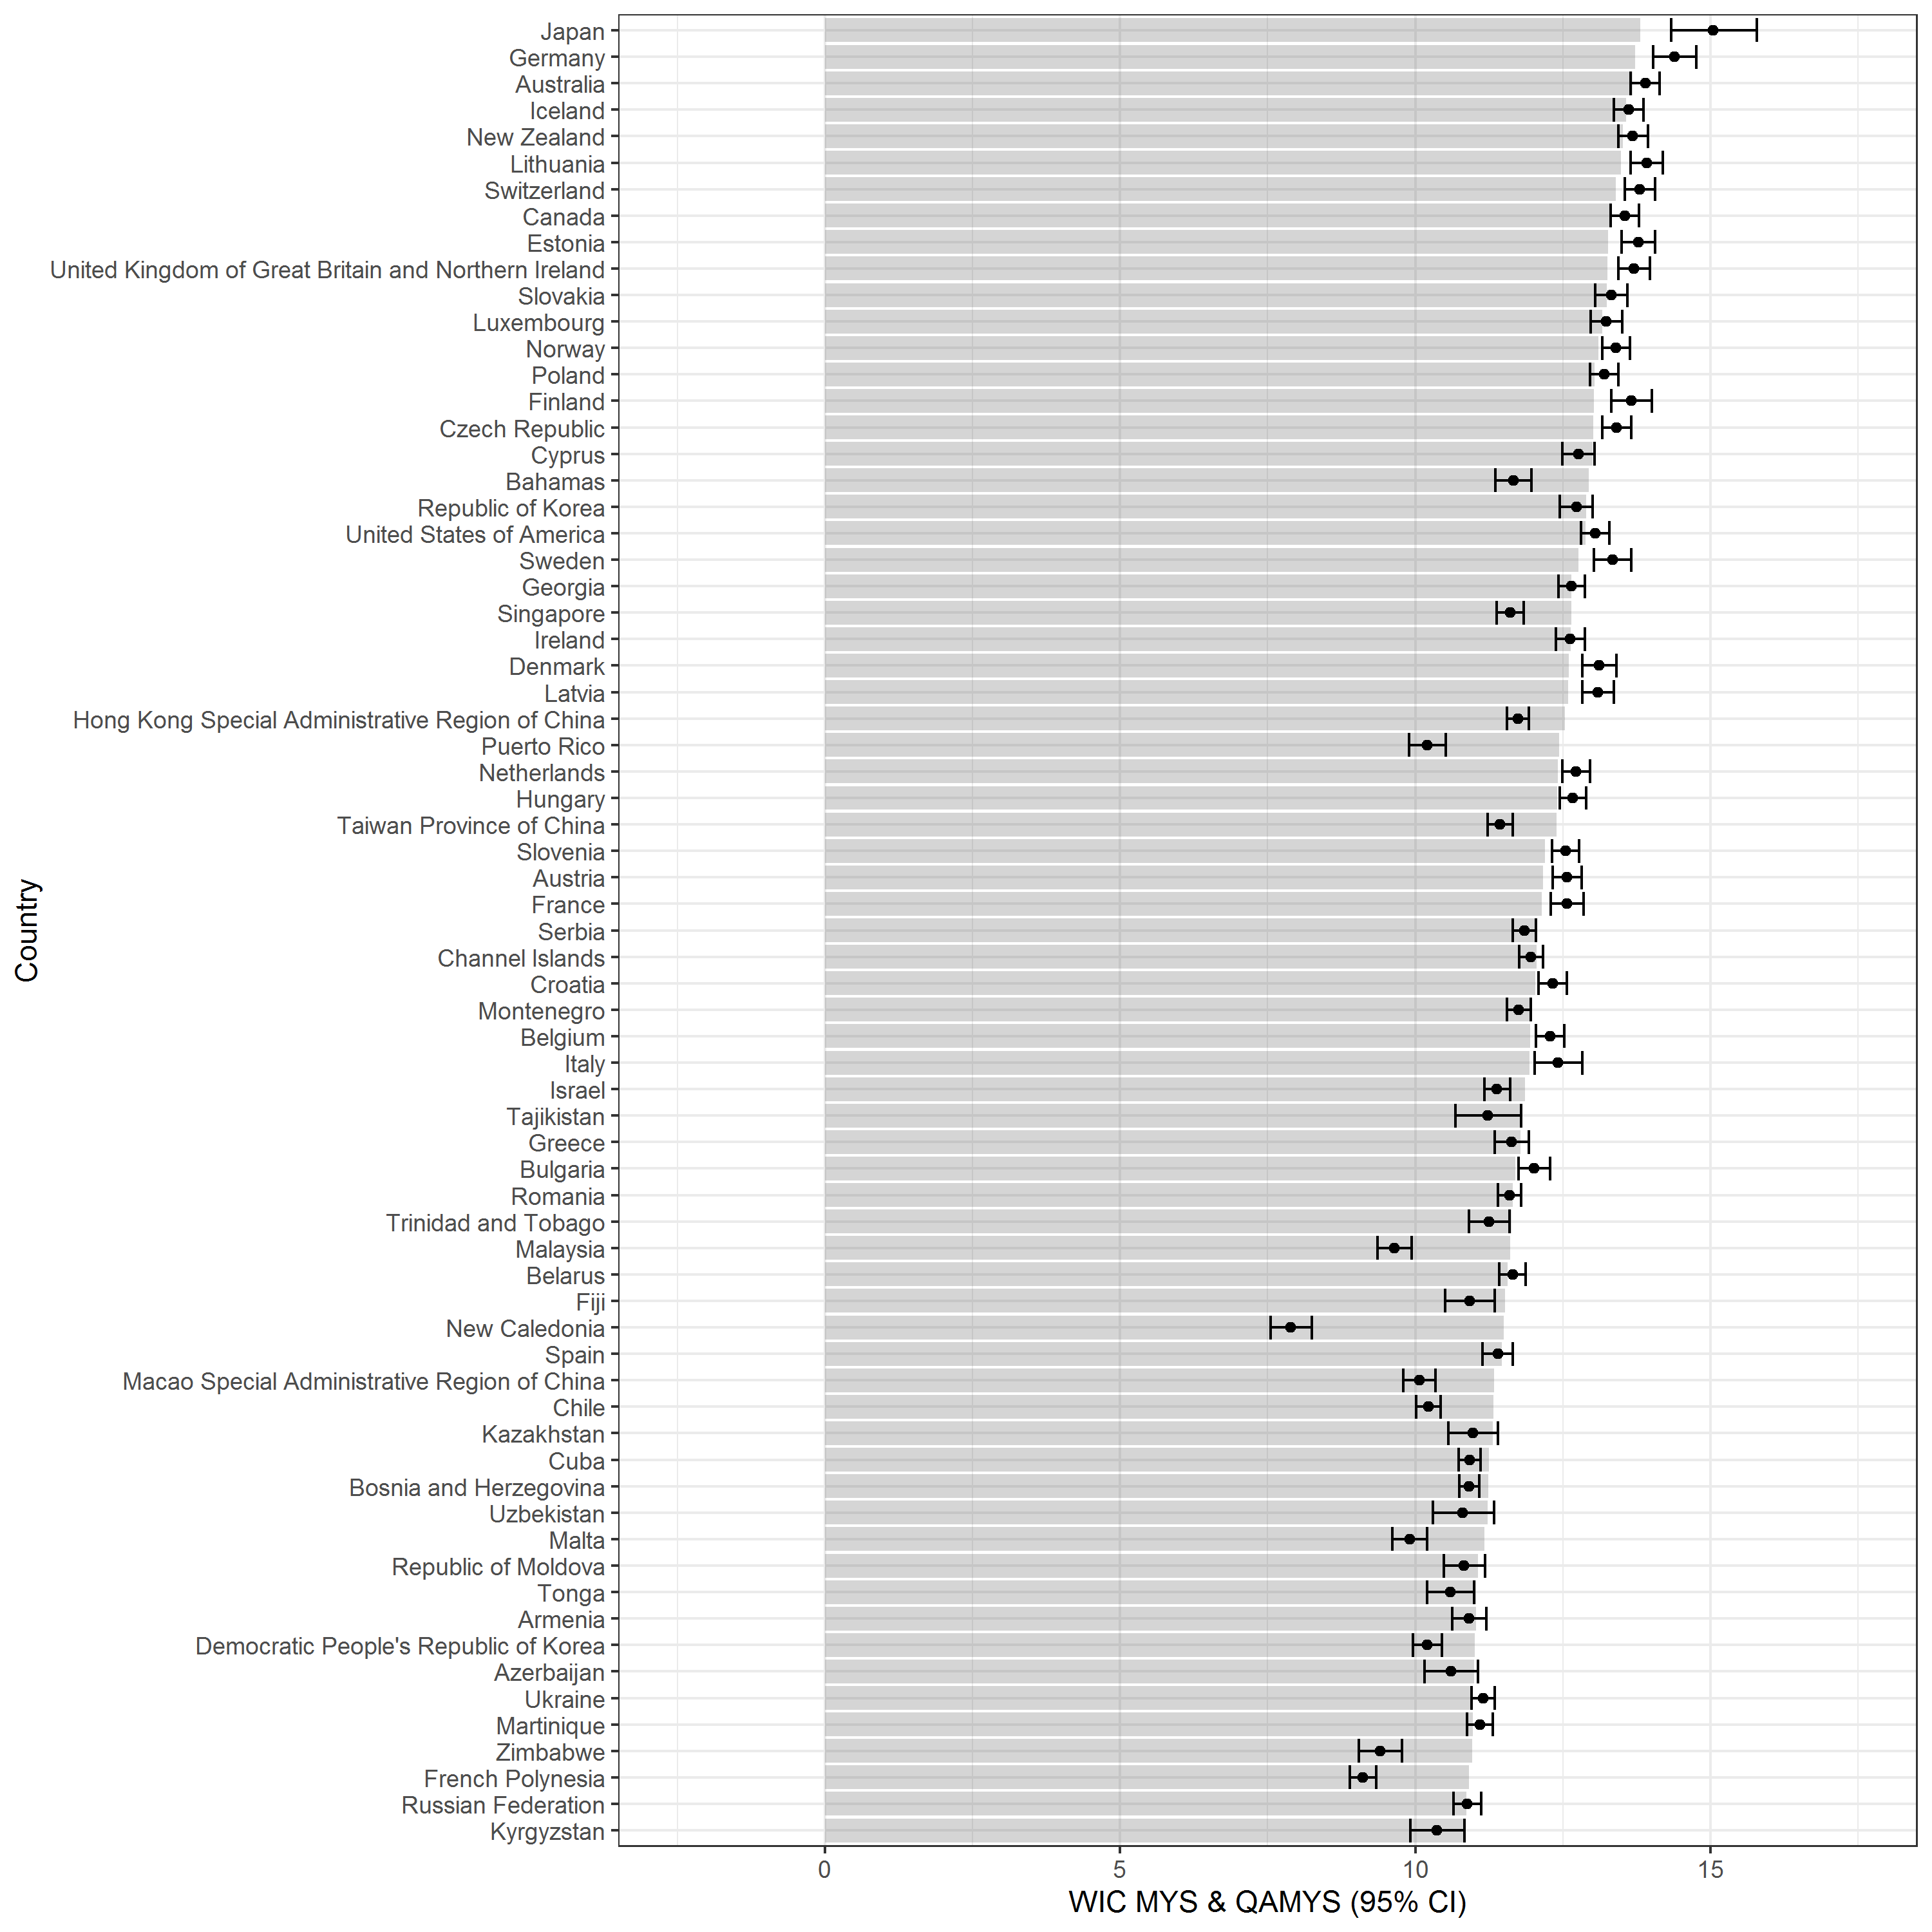 Japan
Germany
Australia
Iceland
New Zealand
Lithuania
Switzerland
Canada
Estonia
United Kingdom of Great Britain and Northern Ireland
Slovakia
Luxembourg
Norway
Poland
Finland
Czech Republic
Cyprus
Bahamas
Republic of Korea
United States of America
Sweden
Georgia
Singapore
Ireland
Denmark
Latvia
Hong Kong Special Administrative Region of China
Puerto Rico
Netherlands
Hungary
Taiwan Province of China
Slovenia
Austria
France
Serbia
Channel Islands
Croatia
Montenegro
Belgium
Italy
Israel
Tajikistan
Greece
Bulgaria
Romania
Trinidad and Tobago
Malaysia
Belarus
Fiji
New Caledonia
Spain
Macao Special Administrative Region of China
Chile
Kazakhstan
Cuba
Bosnia and Herzegovina
Uzbekistan
Malta
Republic of Moldova
Tonga
Armenia
Democratic People's Republic of Korea
Azerbaijan
Ukraine
Martinique
Zimbabwe
French Polynesia
Russian Federation
Kyrgyzstan
Country
0 5 10 15
WIC MYS & QAMYS (95% CI)